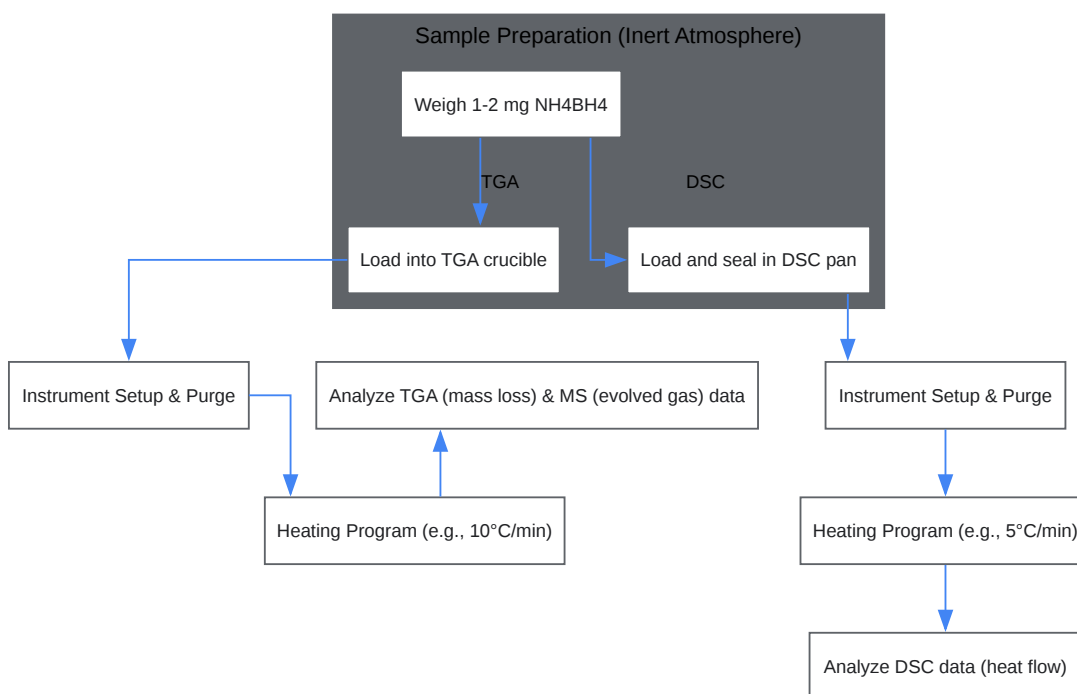 Sample Preparation (Inert Atmosphere)
Weigh 1-2 mg NH4BH4
TGA
DSC
Load into TGA crucible
Load and seal in DSC pan
Instrument Setup & Purge
Analyze TGA (mass loss) & MS (evolved gas) data
Instrument Setup & Purge
Heating Program (e.g., 10°C/min)
Heating Program (e.g., 5°C/min)
Analyze DSC data (heat flow)